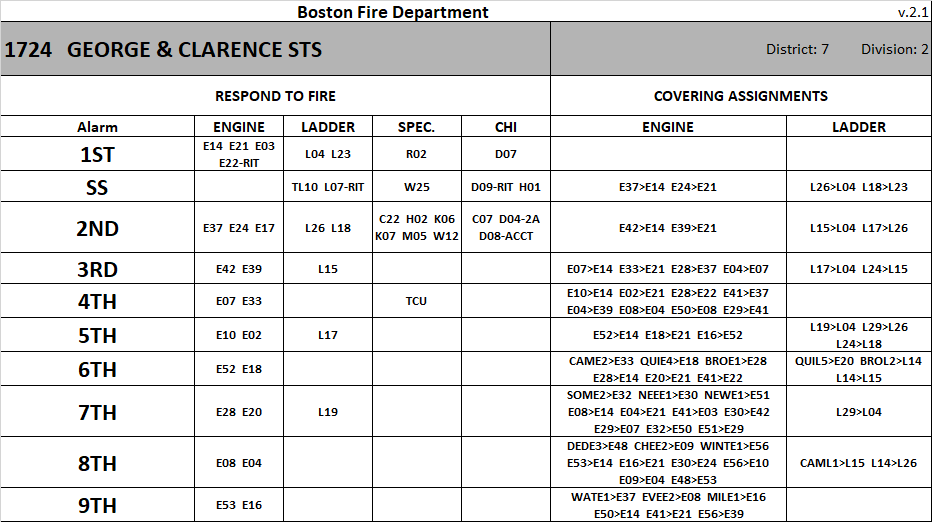 Boston Fire Department v.2.1
1724 GEORGE & CLARENCE STS District: 7 Division: 2
RESPOND TO FIRE COVERING ASSIGNMENTS
Alarm ENGINE LADDER SPEC. CHI ENGINE LADDER
1ST E14 E21 E03 L04 L23 R02 D07
E22-RIT
SS TL10 L07-RIT W25 D09-RIT H01 E37>E14 E24>E21 L26>L04 L18>L23
2ND E37 E24 E17 L26 L18 C22 H02 K06 C07 D04-2A E42>E14 E39>E21 L15>L04 L17>L26
K07 M05 W12 D08-ACCT
3RD E42 E39 L15 E07>E14 E33>E21 E28>E37 E04>E07 L17>L04 L24>L15
4TH E07 E33 TCU E10>E14 E02>E21 E28>E22 E41>E37
E04>E39 E08>E04 E50>E08 E29>E41
5TH E10 E02 L17 E52>E14 E18>E21 E16>E52 L19>L04 L29>L26
L24>L18
6TH E52 E18 CAME2>E33 QUIE4>E18 BROE1>E28 QUIL5>E20 BROL2>L14
E28>E14 E20>E21 E41>E22 L14>L15
7TH E28 E20 L19 SOME2>E32 NEEE1>E30 NEWE1>E51 L29>L04
E08>E14 E04>E21 E41>E03 E30>E42
E29>E07 E32>E50 E51>E29
8TH E08 E04 DEDE3>E48 CHEE2>E09 WINTE1>E56 CAML1>L15 L14>L26
E53>E14 E16>E21 E30>E24 E56>E10
E09>E04 E48>E53
9TH E53 E16 WATE1>E37 EVEE2>E08 MILE1>E16
E50>E14 E41>E21 E56>E39